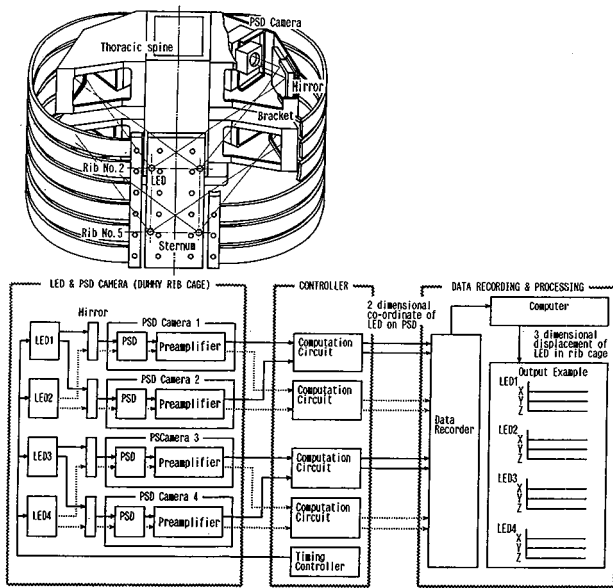 PSD Camera
Thoracic spine
Mirror
Bracket
Rib No.2
LED
Rib No.5
Sternum
LED & PSD CAMERA (DUMMY RIB CAGE)
CONTROLLER
DATA RECORDING & PROCESSING
2 dimensional
co-ordinate of
LED on PSD
Computer
Mirror
PSD Camera 1
LED1
PSD
Preamplifier
Computation
Circuit
3 dimensional
displacement of
LED in rib cage
Output Example
LED1
X
Y
Z
PSD Camera 2
LED2
PSD
Preamplifier
Computation
Circuit
Data
Recorder
LED2
X
Y
Z
PSCamera 3
LED3
PSD
Preamplifier
Computation
Circuit
LED3
X
Y
Z
PSD Camera 4
LED4
PSD
Preamplifier
Computation
Circuit
LED4
X
Y
Z
Timing
Controller